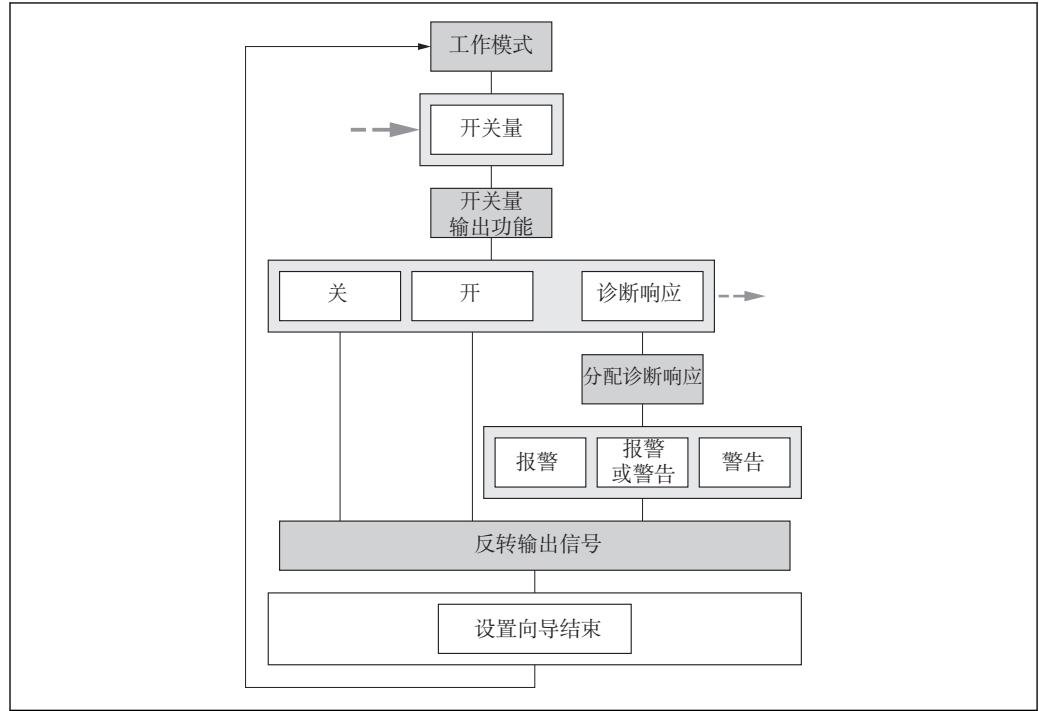 工作模式
开关量
开关量
输出功能
关
开
诊断响应
分配诊断响应
报警
报警
或警告
警告
反转输出信号
设置向导结束